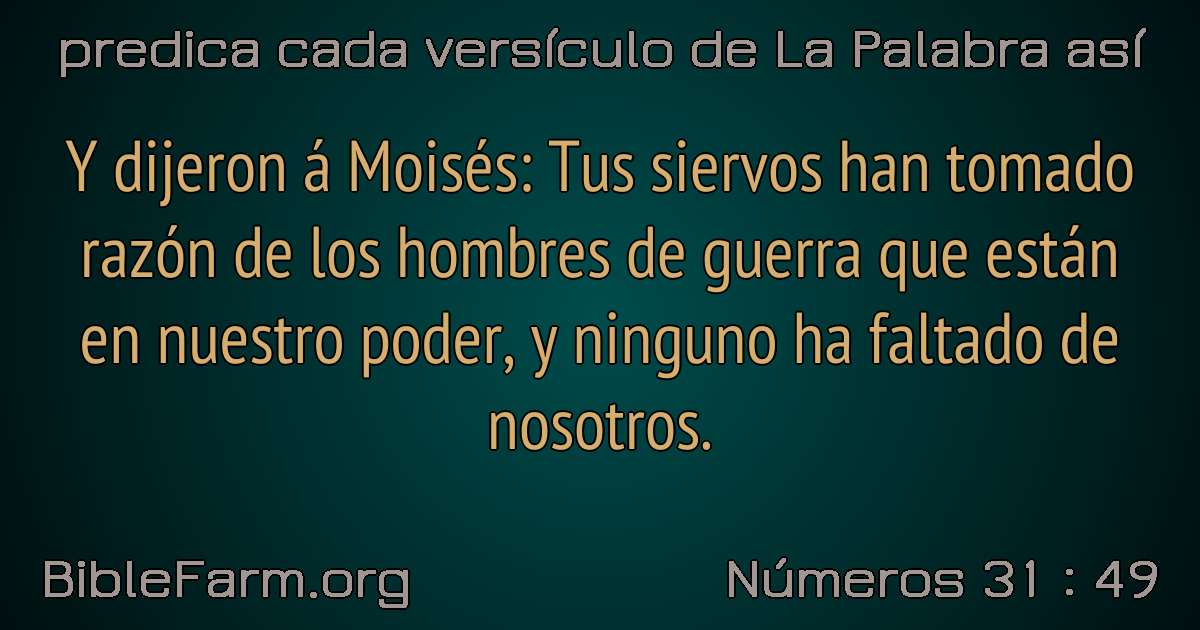 predica cada versículo de La Palabra así
Y dijeron á Moisés: Tus siervos han tomado
razón de los hombres de guerra que están
en nuestro poder, y ninguno ha faltado de
nosotros.
BibleFarm.org
Números 31 : 49